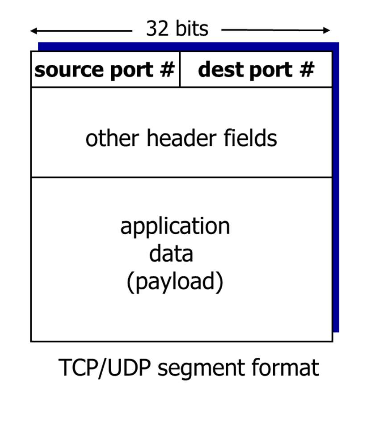 32 bits
source port # dest port #
other header fields
application
data
(payload)
TCP/UDP segment format